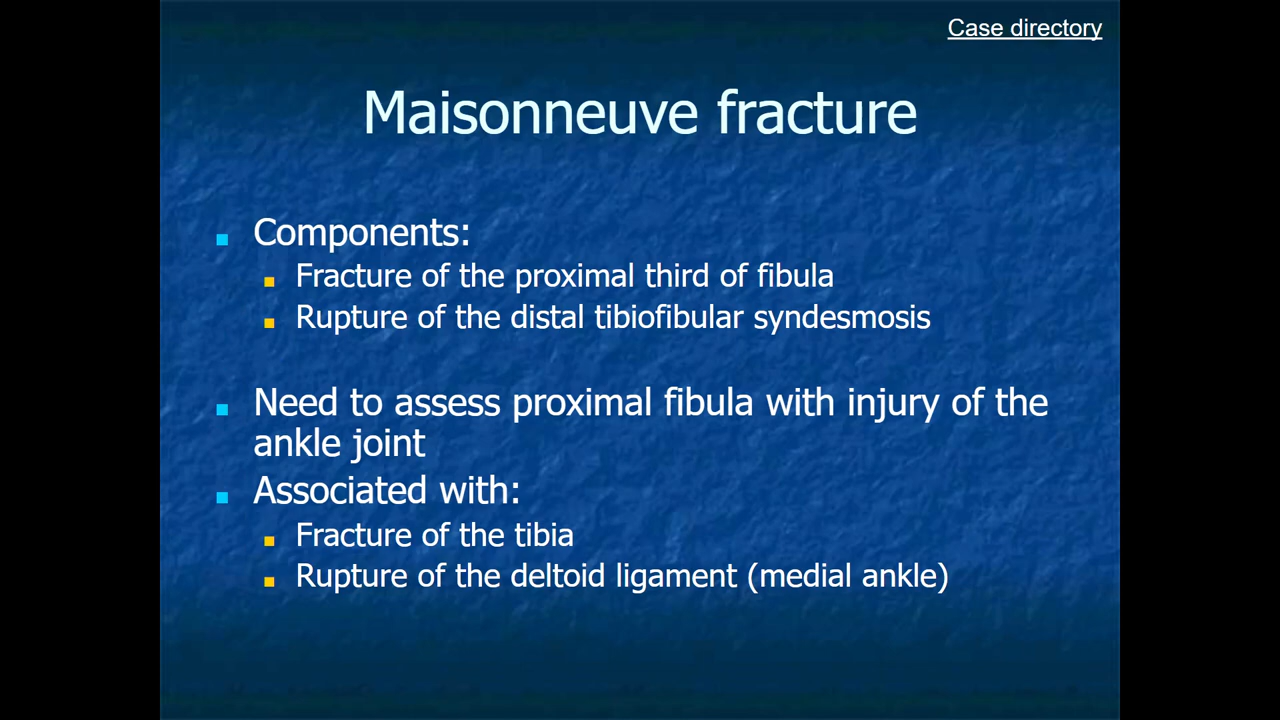 Case directory
Maisonneuve fracture
Components:
Fracture of the proximal third of fibula
Rupture of the distal tibiofibular syndesmosis
Need to assess proximal fibula with injury of the
ankle joint
Associated with:
Fracture of the tibia
Rupture of the deltoid ligament (medial ankle)